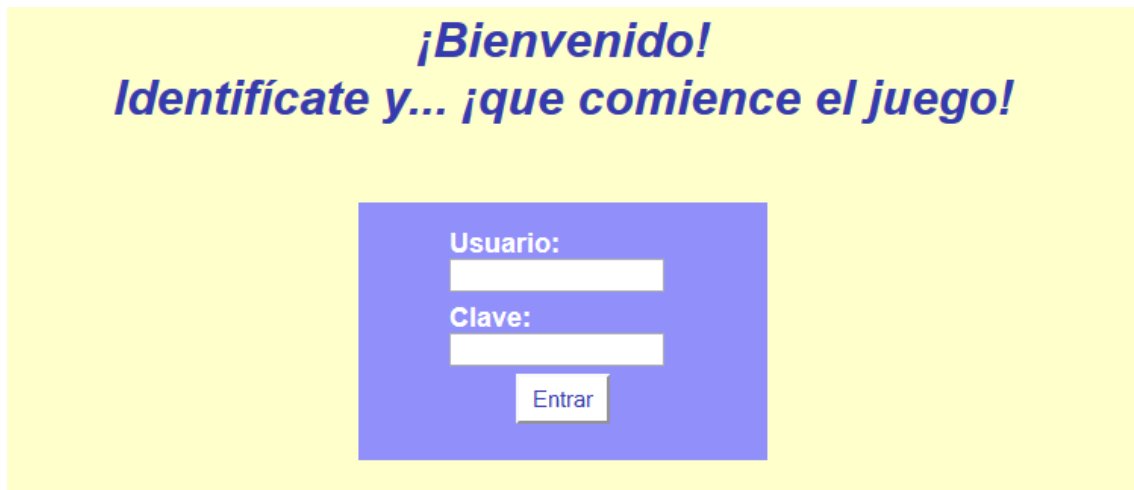 ¡Bienvenido!
Identifícate y... ¡que comience el juego!
Usuario:
Clave:
Entrar